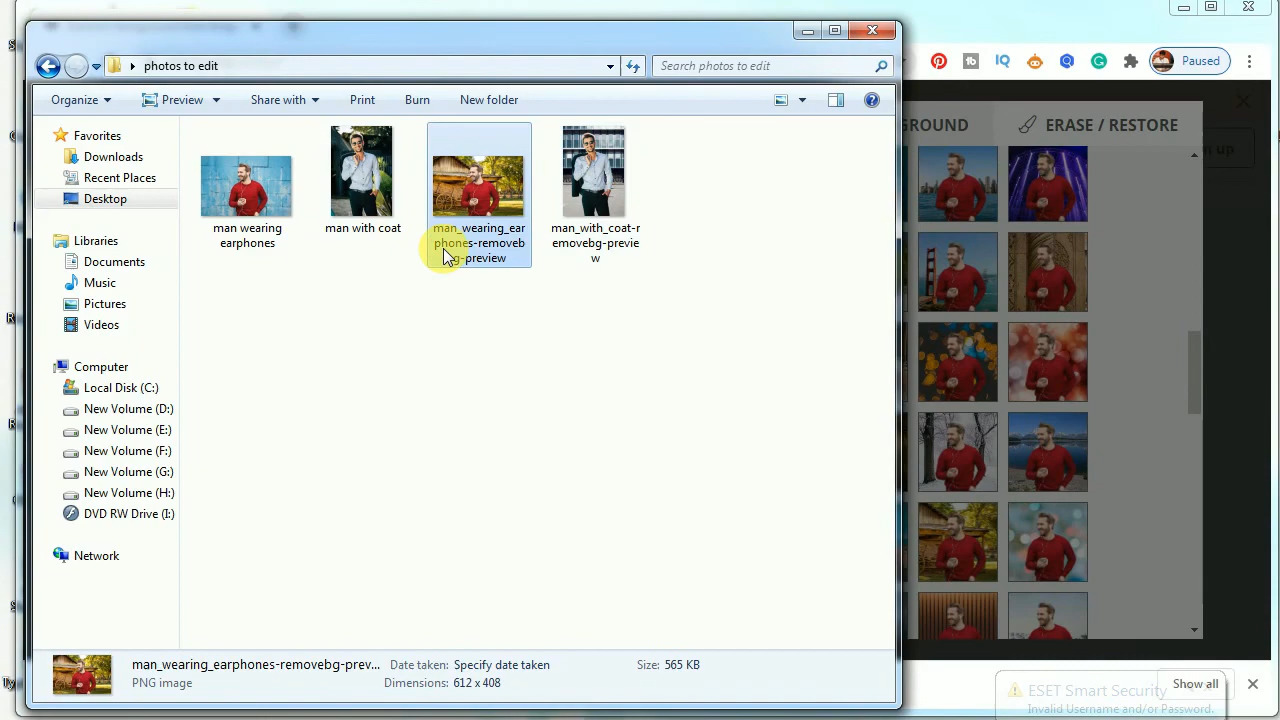 photos to edit
Search photos to edit
Paused
Organize
Preview
Share with
Print
Burn
New folder
ERASE / RESTORE
Favorites
Downloads
Recent Places
Desktop
Libraries
Documents
Music
Pictures
Videos
Computer
Local Disk (C:)
New Volume (D:)
New Volume (E:)
New Volume (F:)
New Volume (G:)
New Volume (H:)
DVD RW Drive (I:)
Network
man wearing
earphones
man with coat
man_wearing_ear
phones-removeb
g-preview
man_with_coat-r
emovebg-previe
w
man_wearing_earphones-removebg-prev...
PNG image
Date taken: Specify date taken
Dimensions: 612 x 408
Size: 565 KB
ESET Smart Security
Invalid Username and/or Password.
Show all